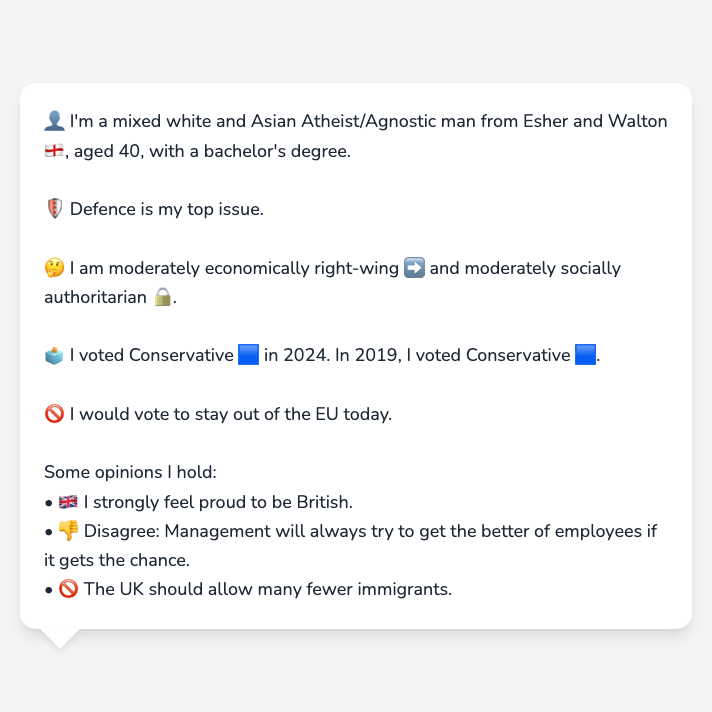 👤 I'm a mixed white and Asian Atheist/Agnostic man from Esher and Walton
🏴󠁧󠁢󠁥󠁮󠁧󠁿, aged 40, with a bachelor's degree.
🛡️ Defence is my top issue.
🤔 I am moderately economically right-wing ➡️ and moderately socially
authoritarian 🔒.
🗳️ I voted Conservative 🟦 in 2024. In 2019, I voted Conservative 🟦.
🚫 I would vote to stay out of the EU today.
Some opinions I hold:
• 🇬🇧 I strongly feel proud to be British.
• 👎 Disagree: Management will always try to get the better of employees if
it gets the chance.
• 🚫 The UK should allow many fewer immigrants.